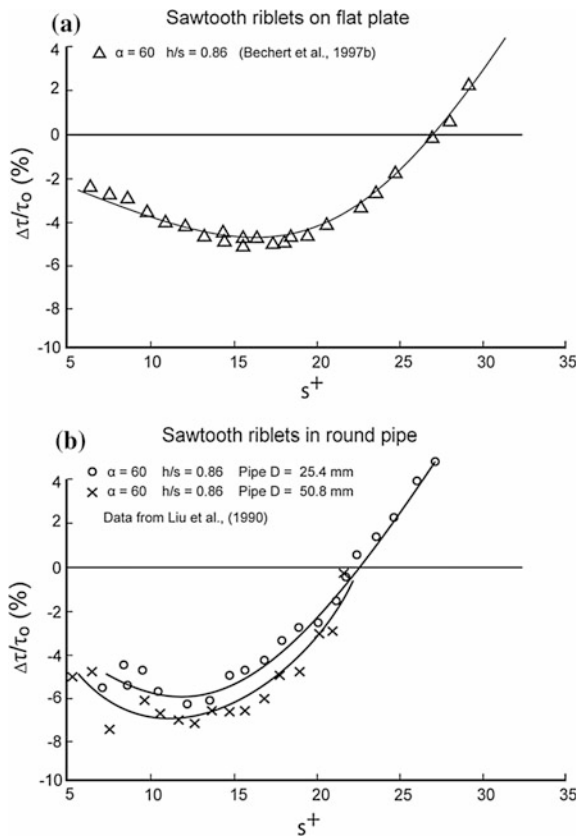 (a)
Sawtooth riblets on flat plate
△ α = 60 h/s = 0.86 (Bechert et al., 1997b)
4
2
0
-2
-4
-6
-8
-10
Δτ/τo (%)
5 10 15 20 25 30 35
s+
(b)
Sawtooth riblets in round pipe
○ α = 60 h/s = 0.86 Pipe D = 25.4 mm
× α = 60 h/s = 0.86 Pipe D = 50.8 mm
Data from Liu et al., (1990)
4
2
0
-2
-4
-6
-8
-10
Δτ/τo (%)
5 10 15 20 25 30 35
s+